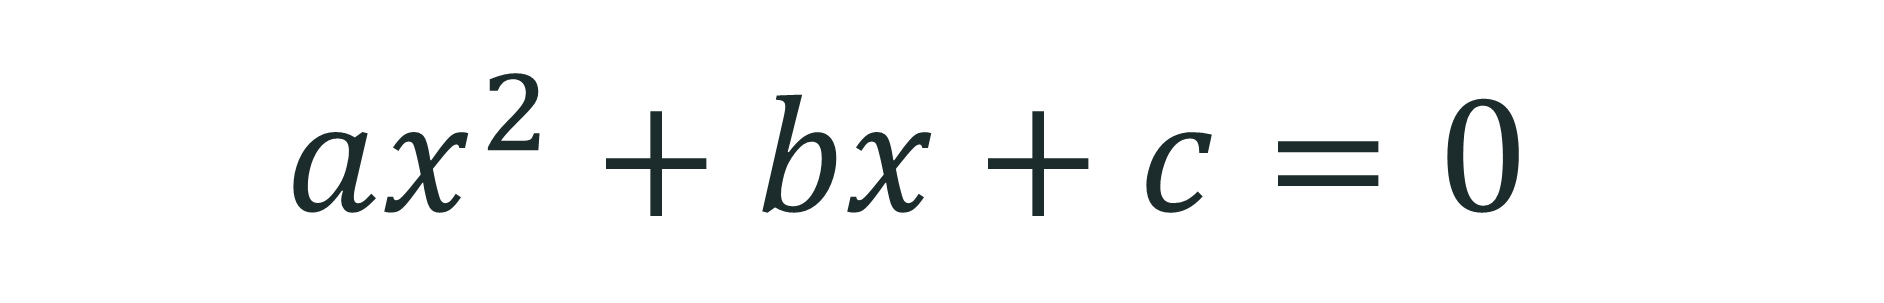 ax² + bx + c = 0